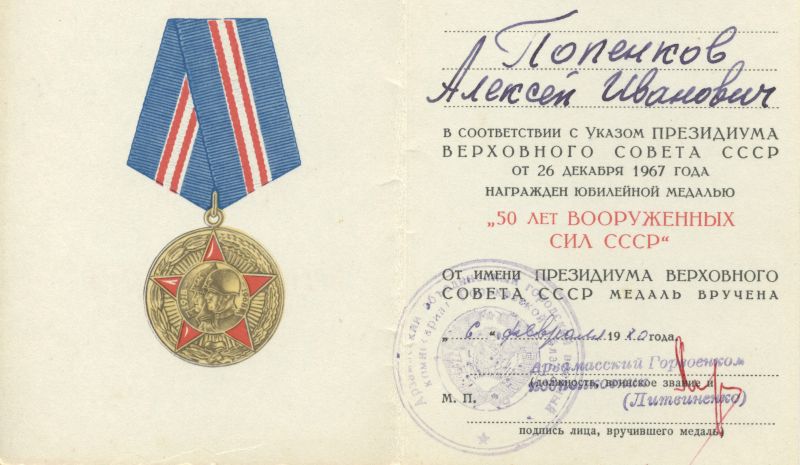 Попенков
Алексей Иванович
В СООТВЕТСТВИИ С УКАЗОМ ПРЕЗИДИУМА
ВЕРХОВНОГО СОВЕТА СССР
ОТ 26 ДЕКАБРЯ 1967 ГОДА
НАГРАЖДЕН ЮБИЛЕЙНОЙ МЕДАЛЬЮ
„50 ЛЕТ ВООРУЖЕННЫХ
СИЛ СССР“
ОТ ИМЕНИ ПРЕЗИДИУМА ВЕРХОВНОГО
СОВЕТА СССР МЕДАЛЬ ВРУЧЕНА
„ 6 “ февраля 19 года
Арзамасский Горвоенком
(должность, воинское звание и
М. П.
(Литвиненко)
подпись лица, вручившего медаль)